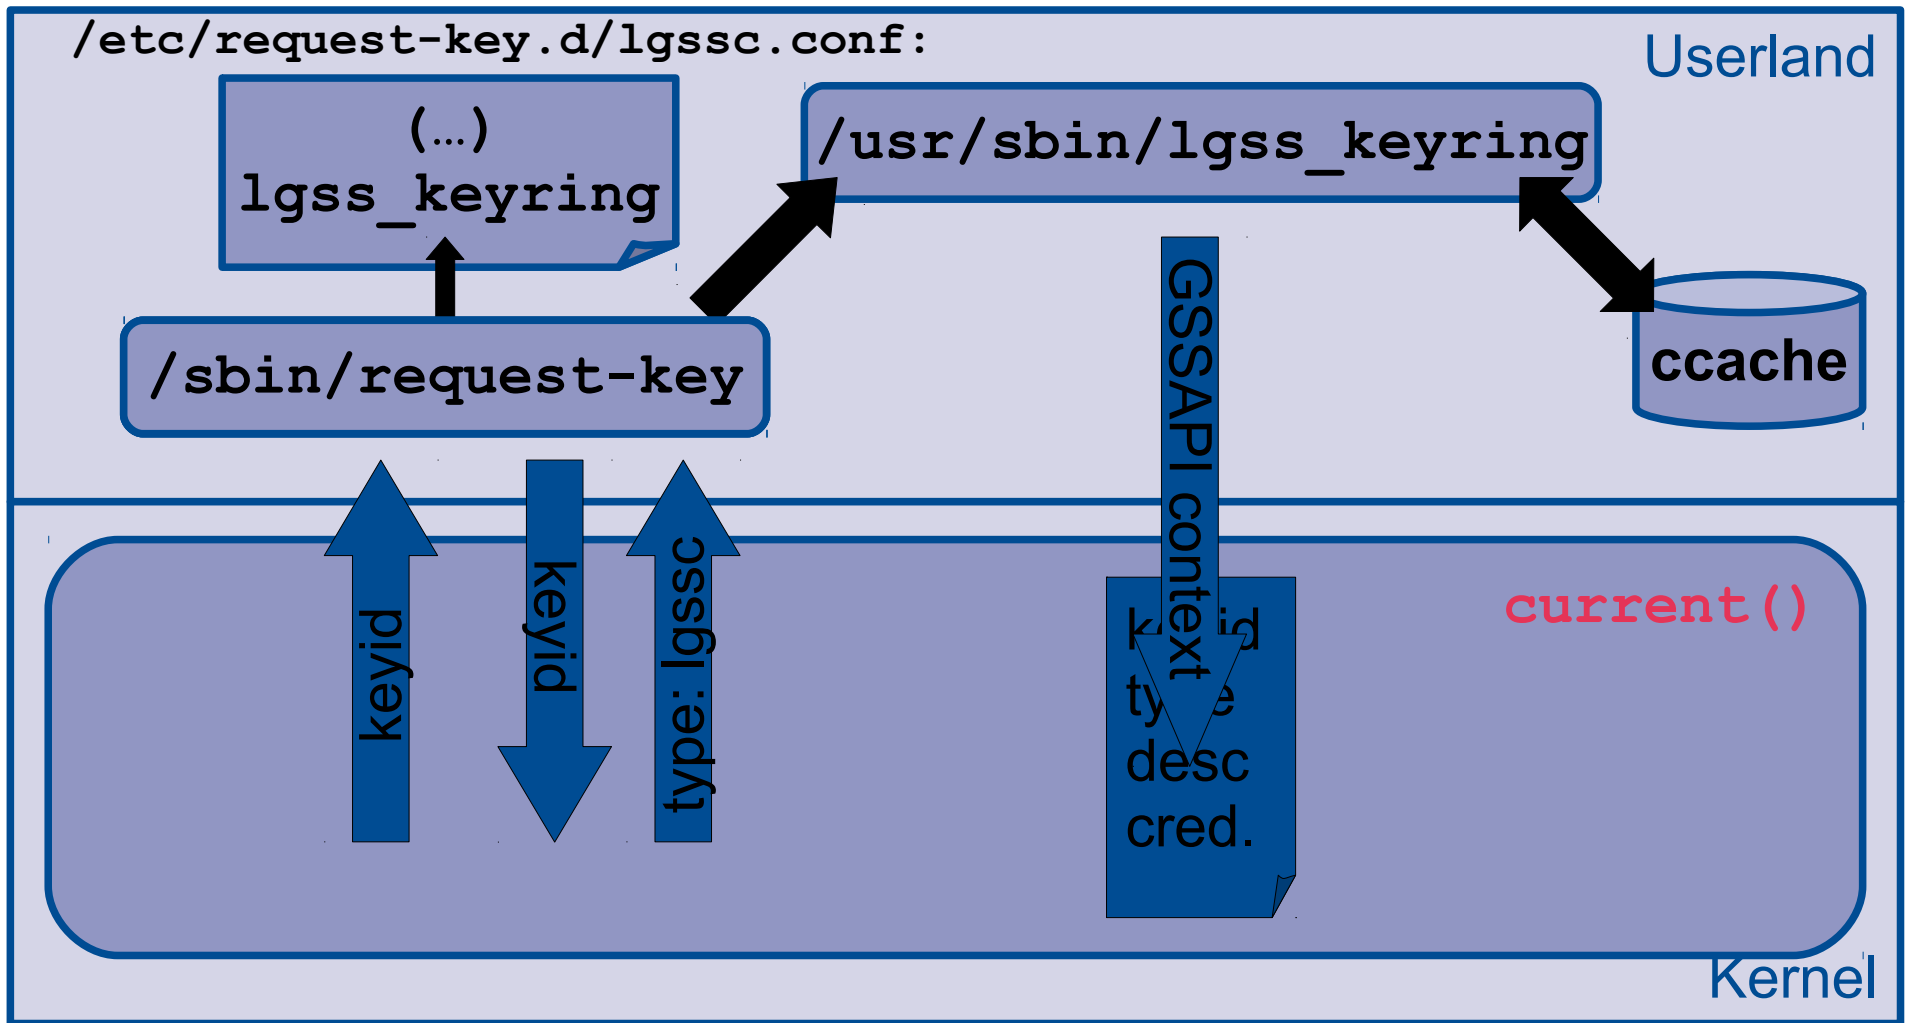 /etc/request-key.d/lgssc.conf:
Userland
(…)
lgss_keyring
/usr/sbin/lgss_keyring
/sbin/request-key
ccache
GSSAPI context
keyid
keyid
type: lgssc
current()
desc
cred.
Kernel